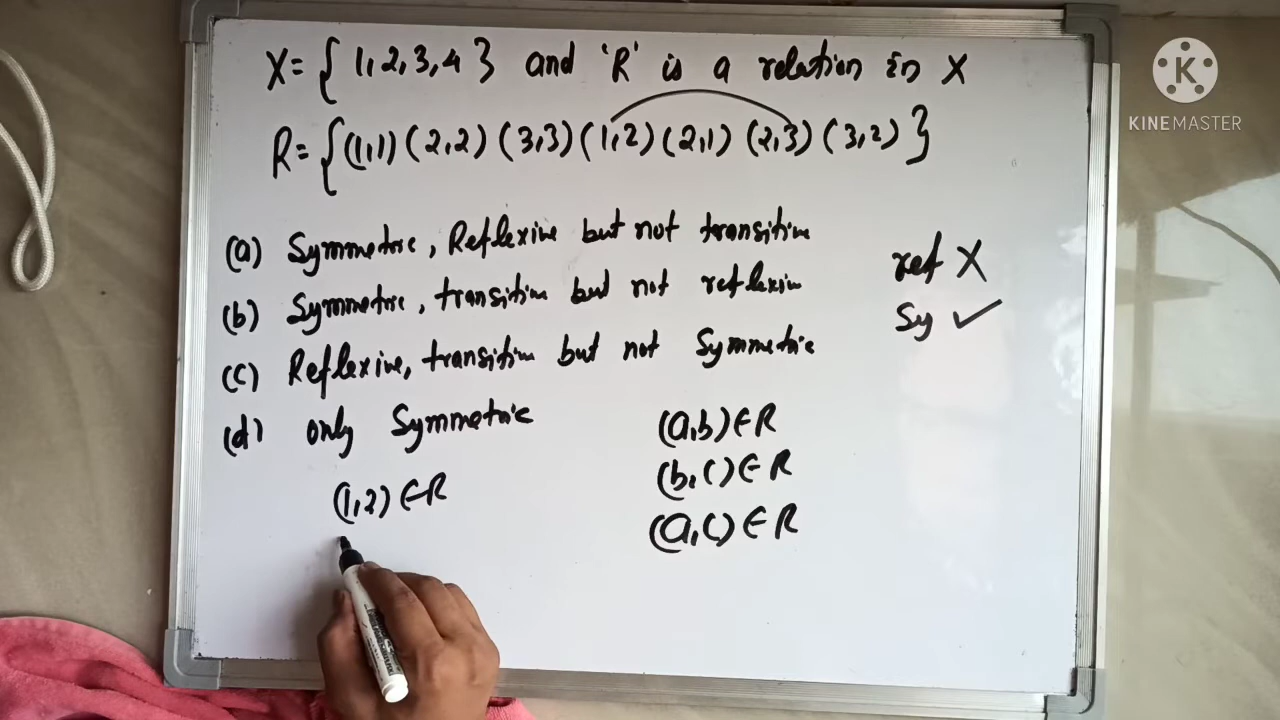 X = { 1, 2, 3, 4 } and 'R' is a relation in X
R = { (1,1) (2,2) (3,3) (1,2) (2,1) (2,3) (3,2) }
(a) Symmetric, Reflexive but not transitive
(b) Symmetric, transitive but not reflexive
(c) Reflexive, transitive but not Symmetric
(d) only Symmetric
ref X
Sy ✓
(a,b) ∈ R
(b,c) ∈ R
(a,c) ∈ R
(1,2) ∈ R
K
KINEMASTER